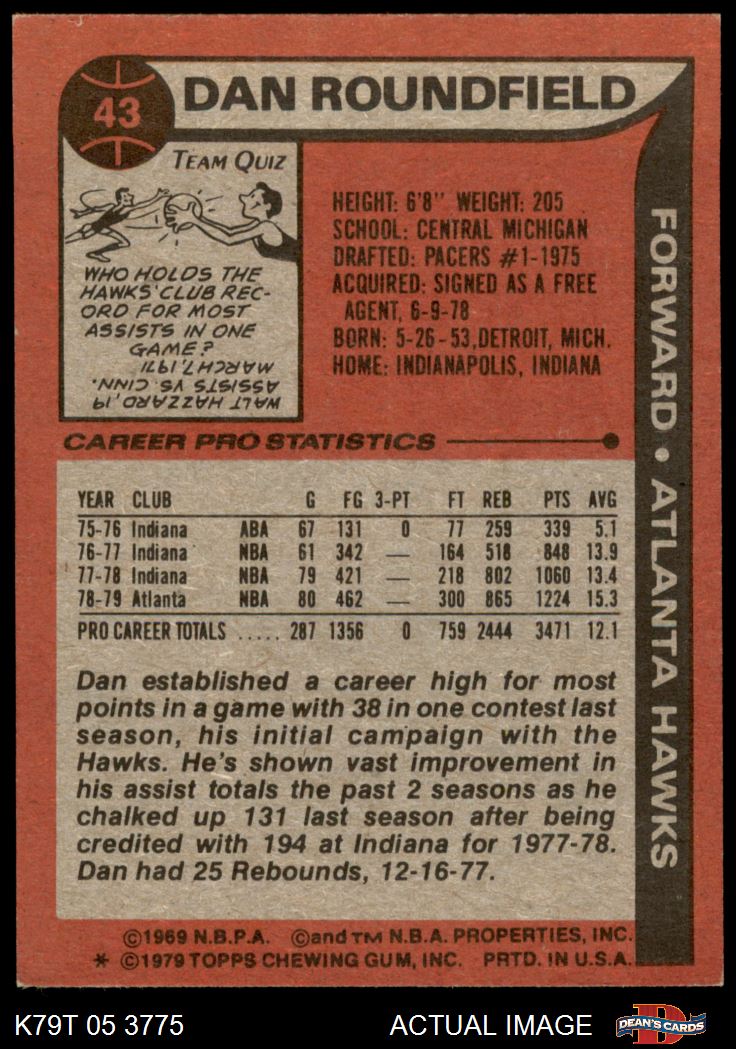 43
DAN ROUNDFIELD
TEAM QUIZ
WHO HOLDS THE
HAWKS' CLUB REC-
ORD FOR MOST
ASSISTS IN ONE
GAME?
WALT HAZZARD, 19
ASSISTS VS. CINN.
MARCH 7, 1971
HEIGHT: 6'8" WEIGHT: 205
SCHOOL: CENTRAL MICHIGAN
DRAFTED: PACERS #1-1975
ACQUIRED: SIGNED AS A FREE
AGENT, 6-9-78
BORN: 5-26-53, DETROIT, MICH.
HOME: INDIANAPOLIS, INDIANA
FORWARD • ATLANTA HAWKS
CAREER PRO STATISTICS
YEAR CLUB G FG 3-PT FT REB PTS AVG
75-76 Indiana ABA 67 131 0 77 259 339 5.1
76-77 Indiana NBA 61 342 — 164 518 848 13.9
77-78 Indiana NBA 79 421 — 218 802 1060 13.4
78-79 Atlanta NBA 80 462 — 300 865 1224 15.3
PRO CAREER TOTALS ..... 287 1356 0 759 2444 3471 12.1
Dan established a career high for most
points in a game with 38 in one contest last
season, his initial campaign with the
Hawks. He's shown vast improvement in
his assist totals the past 2 seasons as he
chalked up 131 last season after being
credited with 194 at Indiana for 1977-78.
Dan had 25 Rebounds, 12-16-77.
©1969 N.B.P.A. ©and TM N.B.A. PROPERTIES, INC.
* ©1979 TOPPS CHEWING GUM, INC. PRTD. IN U.S.A.
K79T 05 3775
ACTUAL IMAGE
D
DEAN'S CARDS